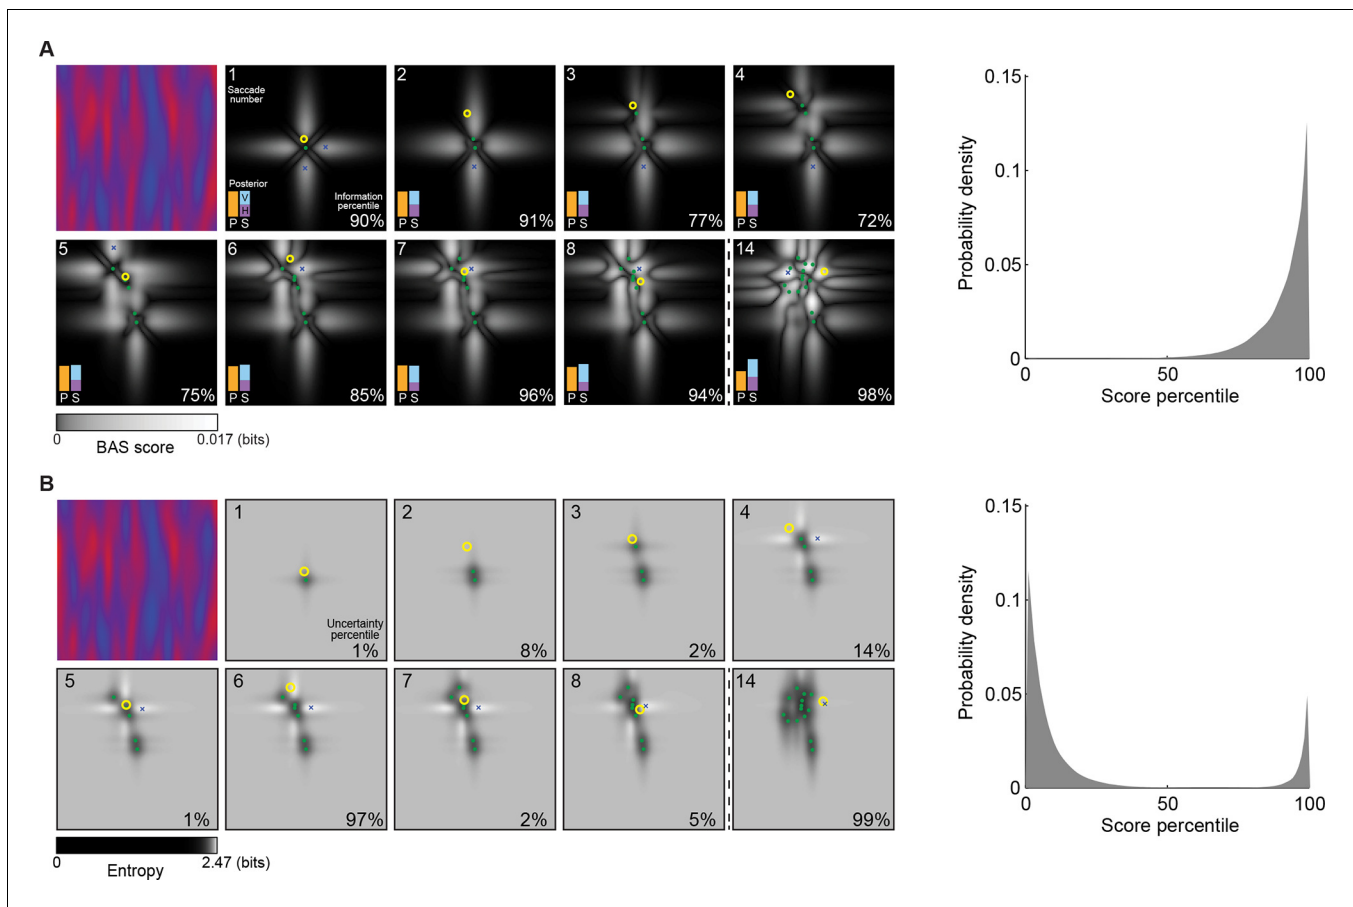 A
1
Saccade
number
Posterior
V
H
P S
Information
percentile
90%
2
P S
91%
3
P S
77%
4
P S
72%
5
P S
75%
6
P S
85%
7
P S
96%
8
P S
94%
14
P S
98%
0
0.017 (bits)
BAS score
0.15
0.1
0.05
0
Probability density
0
50
100
Score percentile
B
1
Uncertainty
percentile
1%
2
8%
3
2%
4
14%
5
1%
6
97%
7
2%
8
5%
14
99%
0
2.47 (bits)
Entropy
0.15
0.1
0.05
0
Probability density
0
50
100
Score percentile